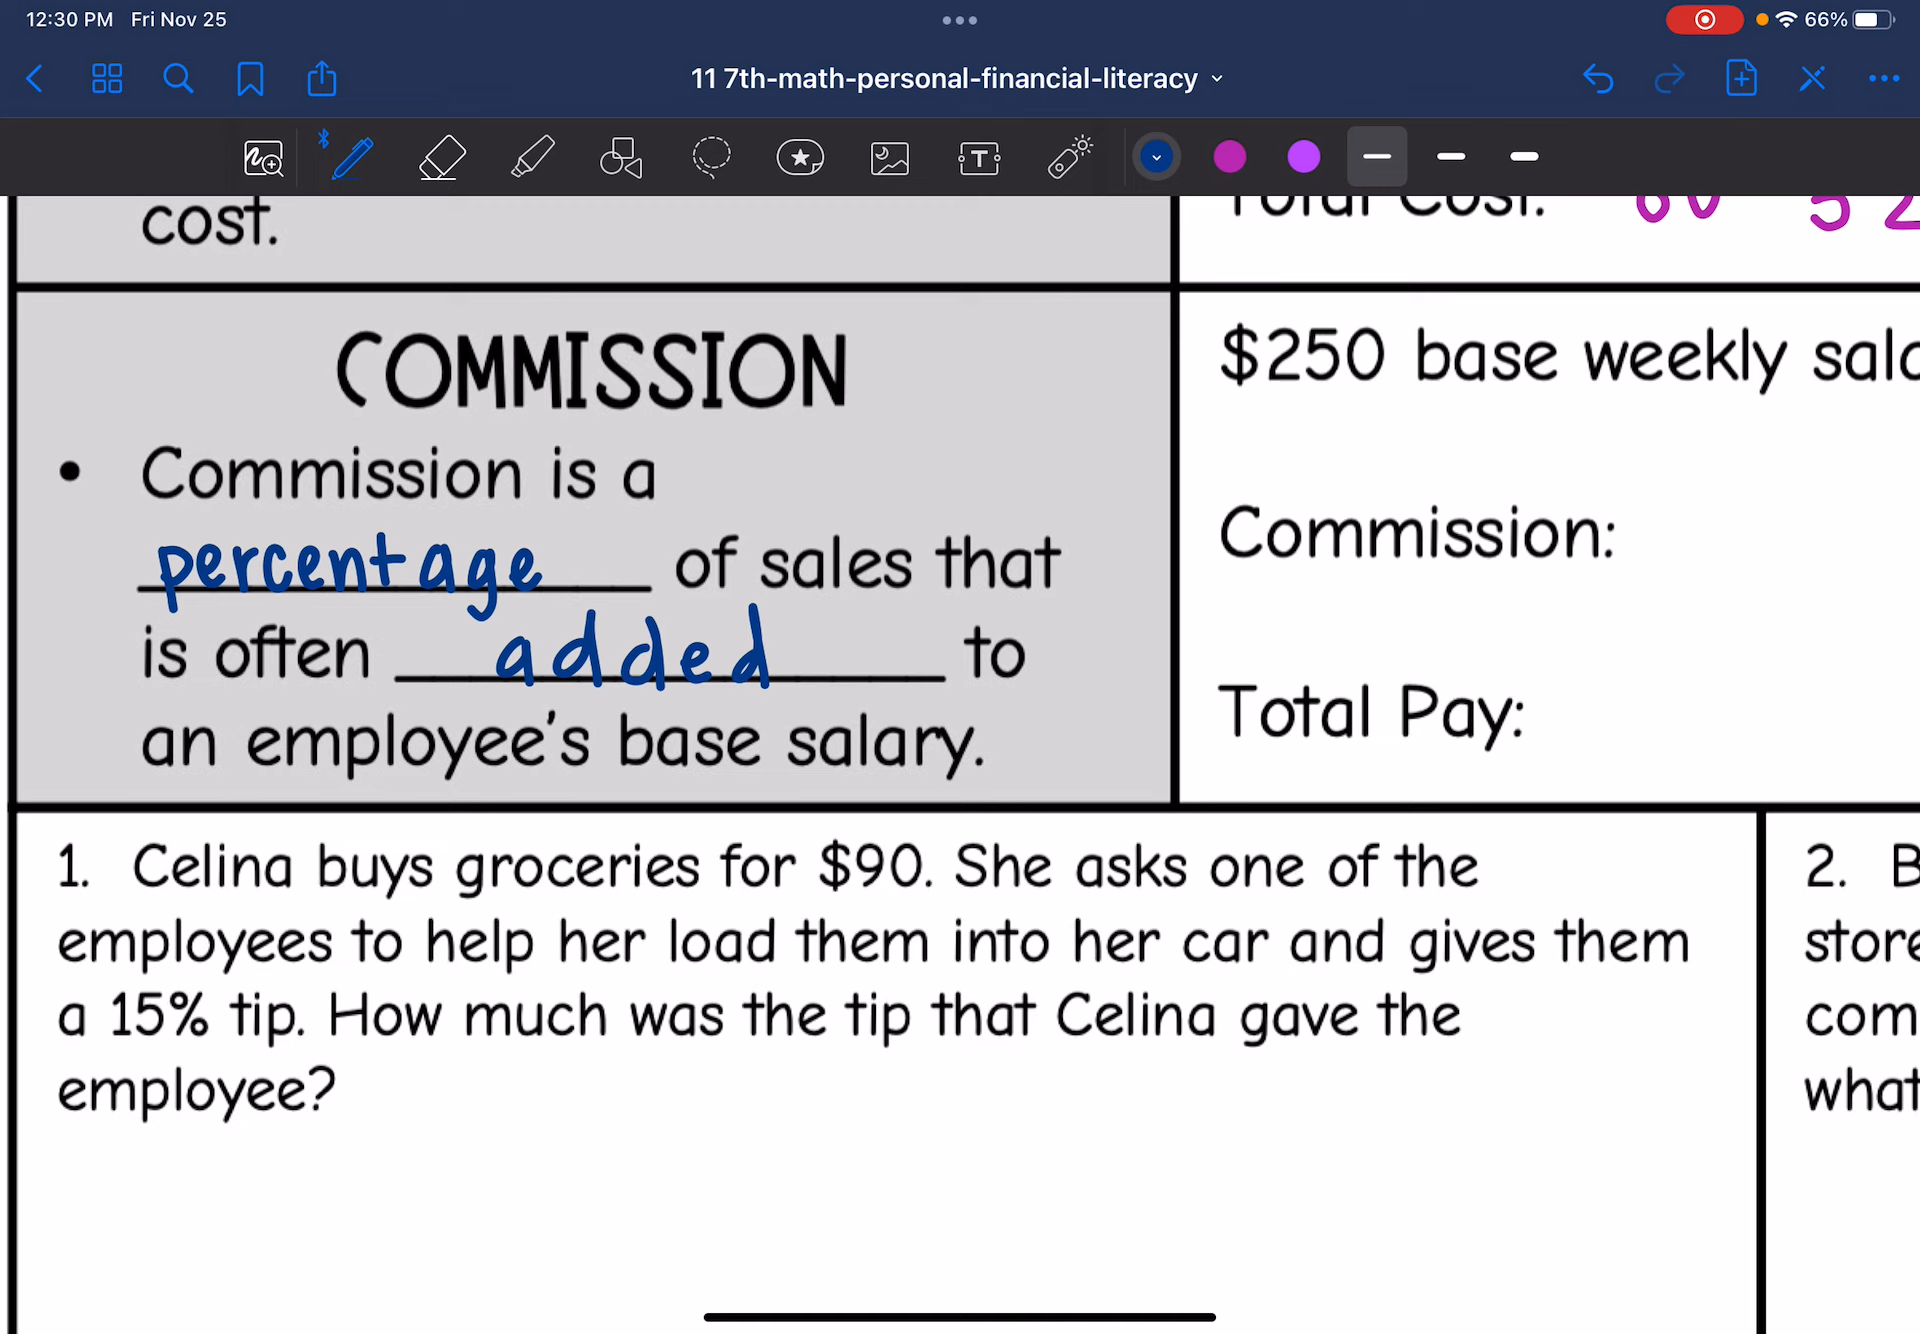 12:30 PM Fri Nov 25
66%
11 7th-math-personal-financial-literacy
T
cost.
Total Cost:
COMMISSION
• Commission is a
percentage of sales that
is often added to
an employee's base salary.
$250 base weekly
Commission:
Total Pay:
1. Celina buys groceries for $90. She asks one of the
employees to help her load them into her car and gives them
a 15% tip. How much was the tip that Celina gave the
employee?
2.